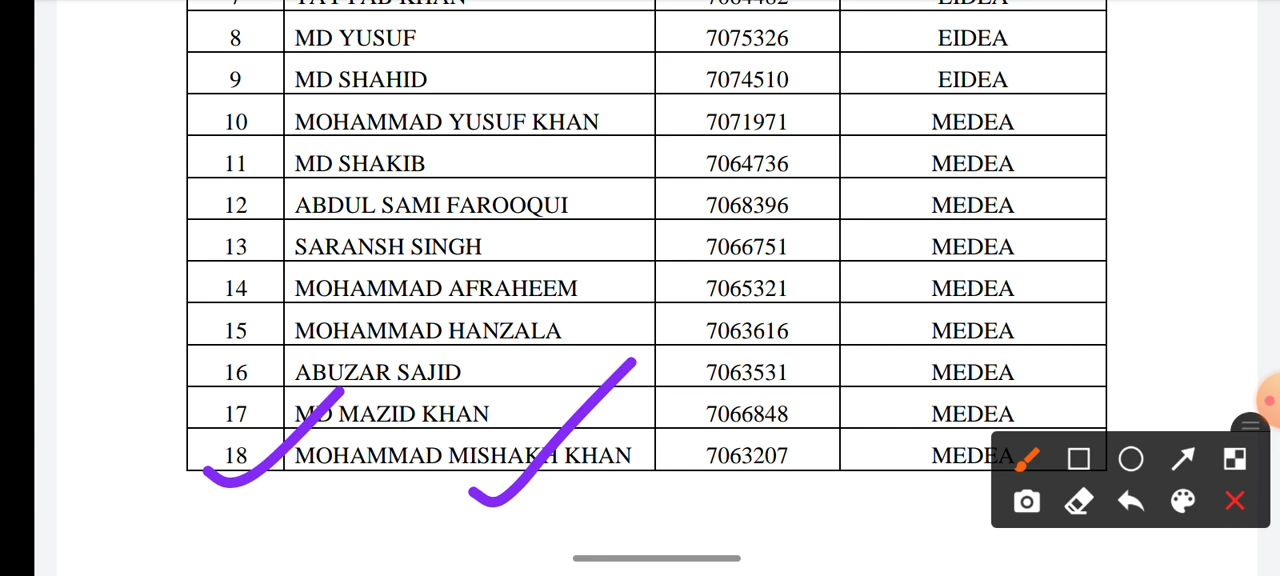 8 MD YUSUF 7075326 EIDEA
9 MD SHAHID 7074510 EIDEA
10 MOHAMMAD YUSUF KHAN 7071971 MEDEA
11 MD SHAKIB 7064736 MEDEA
12 ABDUL SAMI FAROOQUI 7068396 MEDEA
13 SARANSH SINGH 7066751 MEDEA
14 MOHAMMAD AFRAHEEM 7065321 MEDEA
15 MOHAMMAD HANZALA 7063616 MEDEA
16 ABUZAR SAJID 7063531 MEDEA
17 MD MAZID KHAN 7066848 MEDEA
18 MOHAMMAD MISHAKH KHAN 7063207 MEDEA